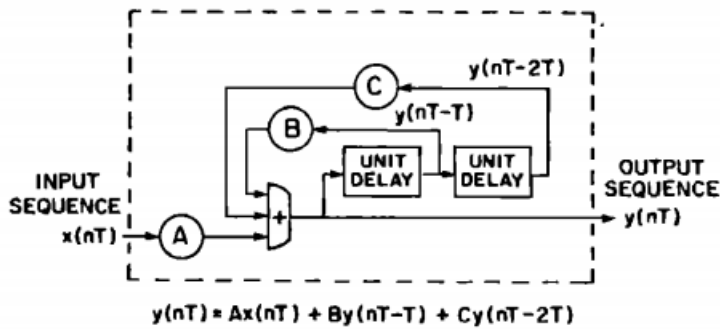 y(nT-2T)
C
y(nT-T)
B
UNIT
DELAY
UNIT
DELAY
INPUT
SEQUENCE
x(nT)
A
+
OUTPUT
SEQUENCE
y(nT)
y(nT) = Ax(nT) + By(nT-T) + Cy(nT-2T)